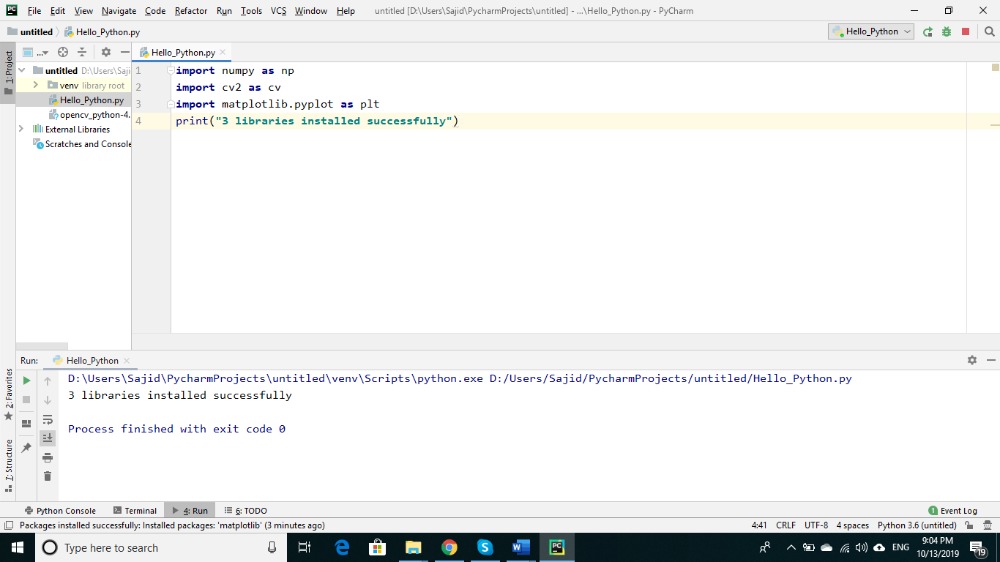 File Edit View Navigate Code Refactor Run Tools VCS Window Help untitled [D:\Users\Sajid\PycharmProjects\untitled] - ...\Hello_Python.py - PyCharm
untitled Hello_Python.py Hello_Python
1: Project
...
Hello_Python.py
untitled D:\Users\Saji
venv library root
Hello_Python.py
opencv_python-4.
External Libraries
Scratches and Console
1 import numpy as np
2 import cv2 as cv
3 import matplotlib.pyplot as plt
4 print("3 libraries installed successfully")
Run: Hello_Python
D:\Users\Sajid\PycharmProjects\untitled\venv\Scripts\python.exe D:/Users/Sajid/PycharmProjects/untitled/Hello_Python.py
3 libraries installed successfully
Process finished with exit code 0
2: Favorites
7: Structure
Python Console Terminal 4: Run 6: TODO 1 Event Log
Packages installed successfully: Installed packages: 'matplotlib' (3 minutes ago) 4:41 CRLF UTF-8 4 spaces Python 3.6 (untitled)
Type here to search ENG 9:04 PM
10/13/2019 19